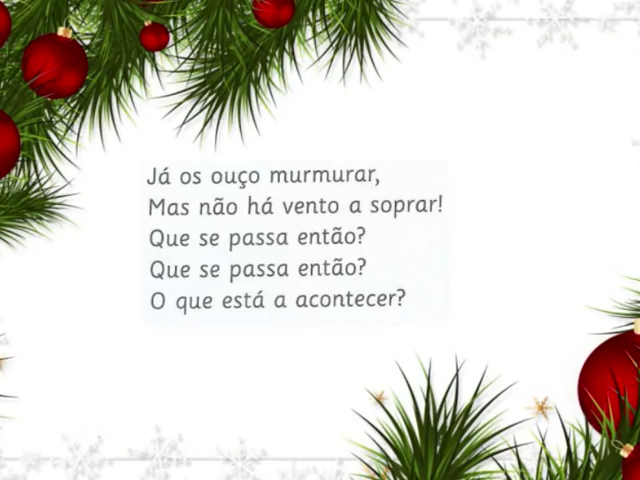 Já os ouço murmurar,
Mas não há vento a soprar!
Que se passa então?
Que se passa então?
O que está a acontecer?